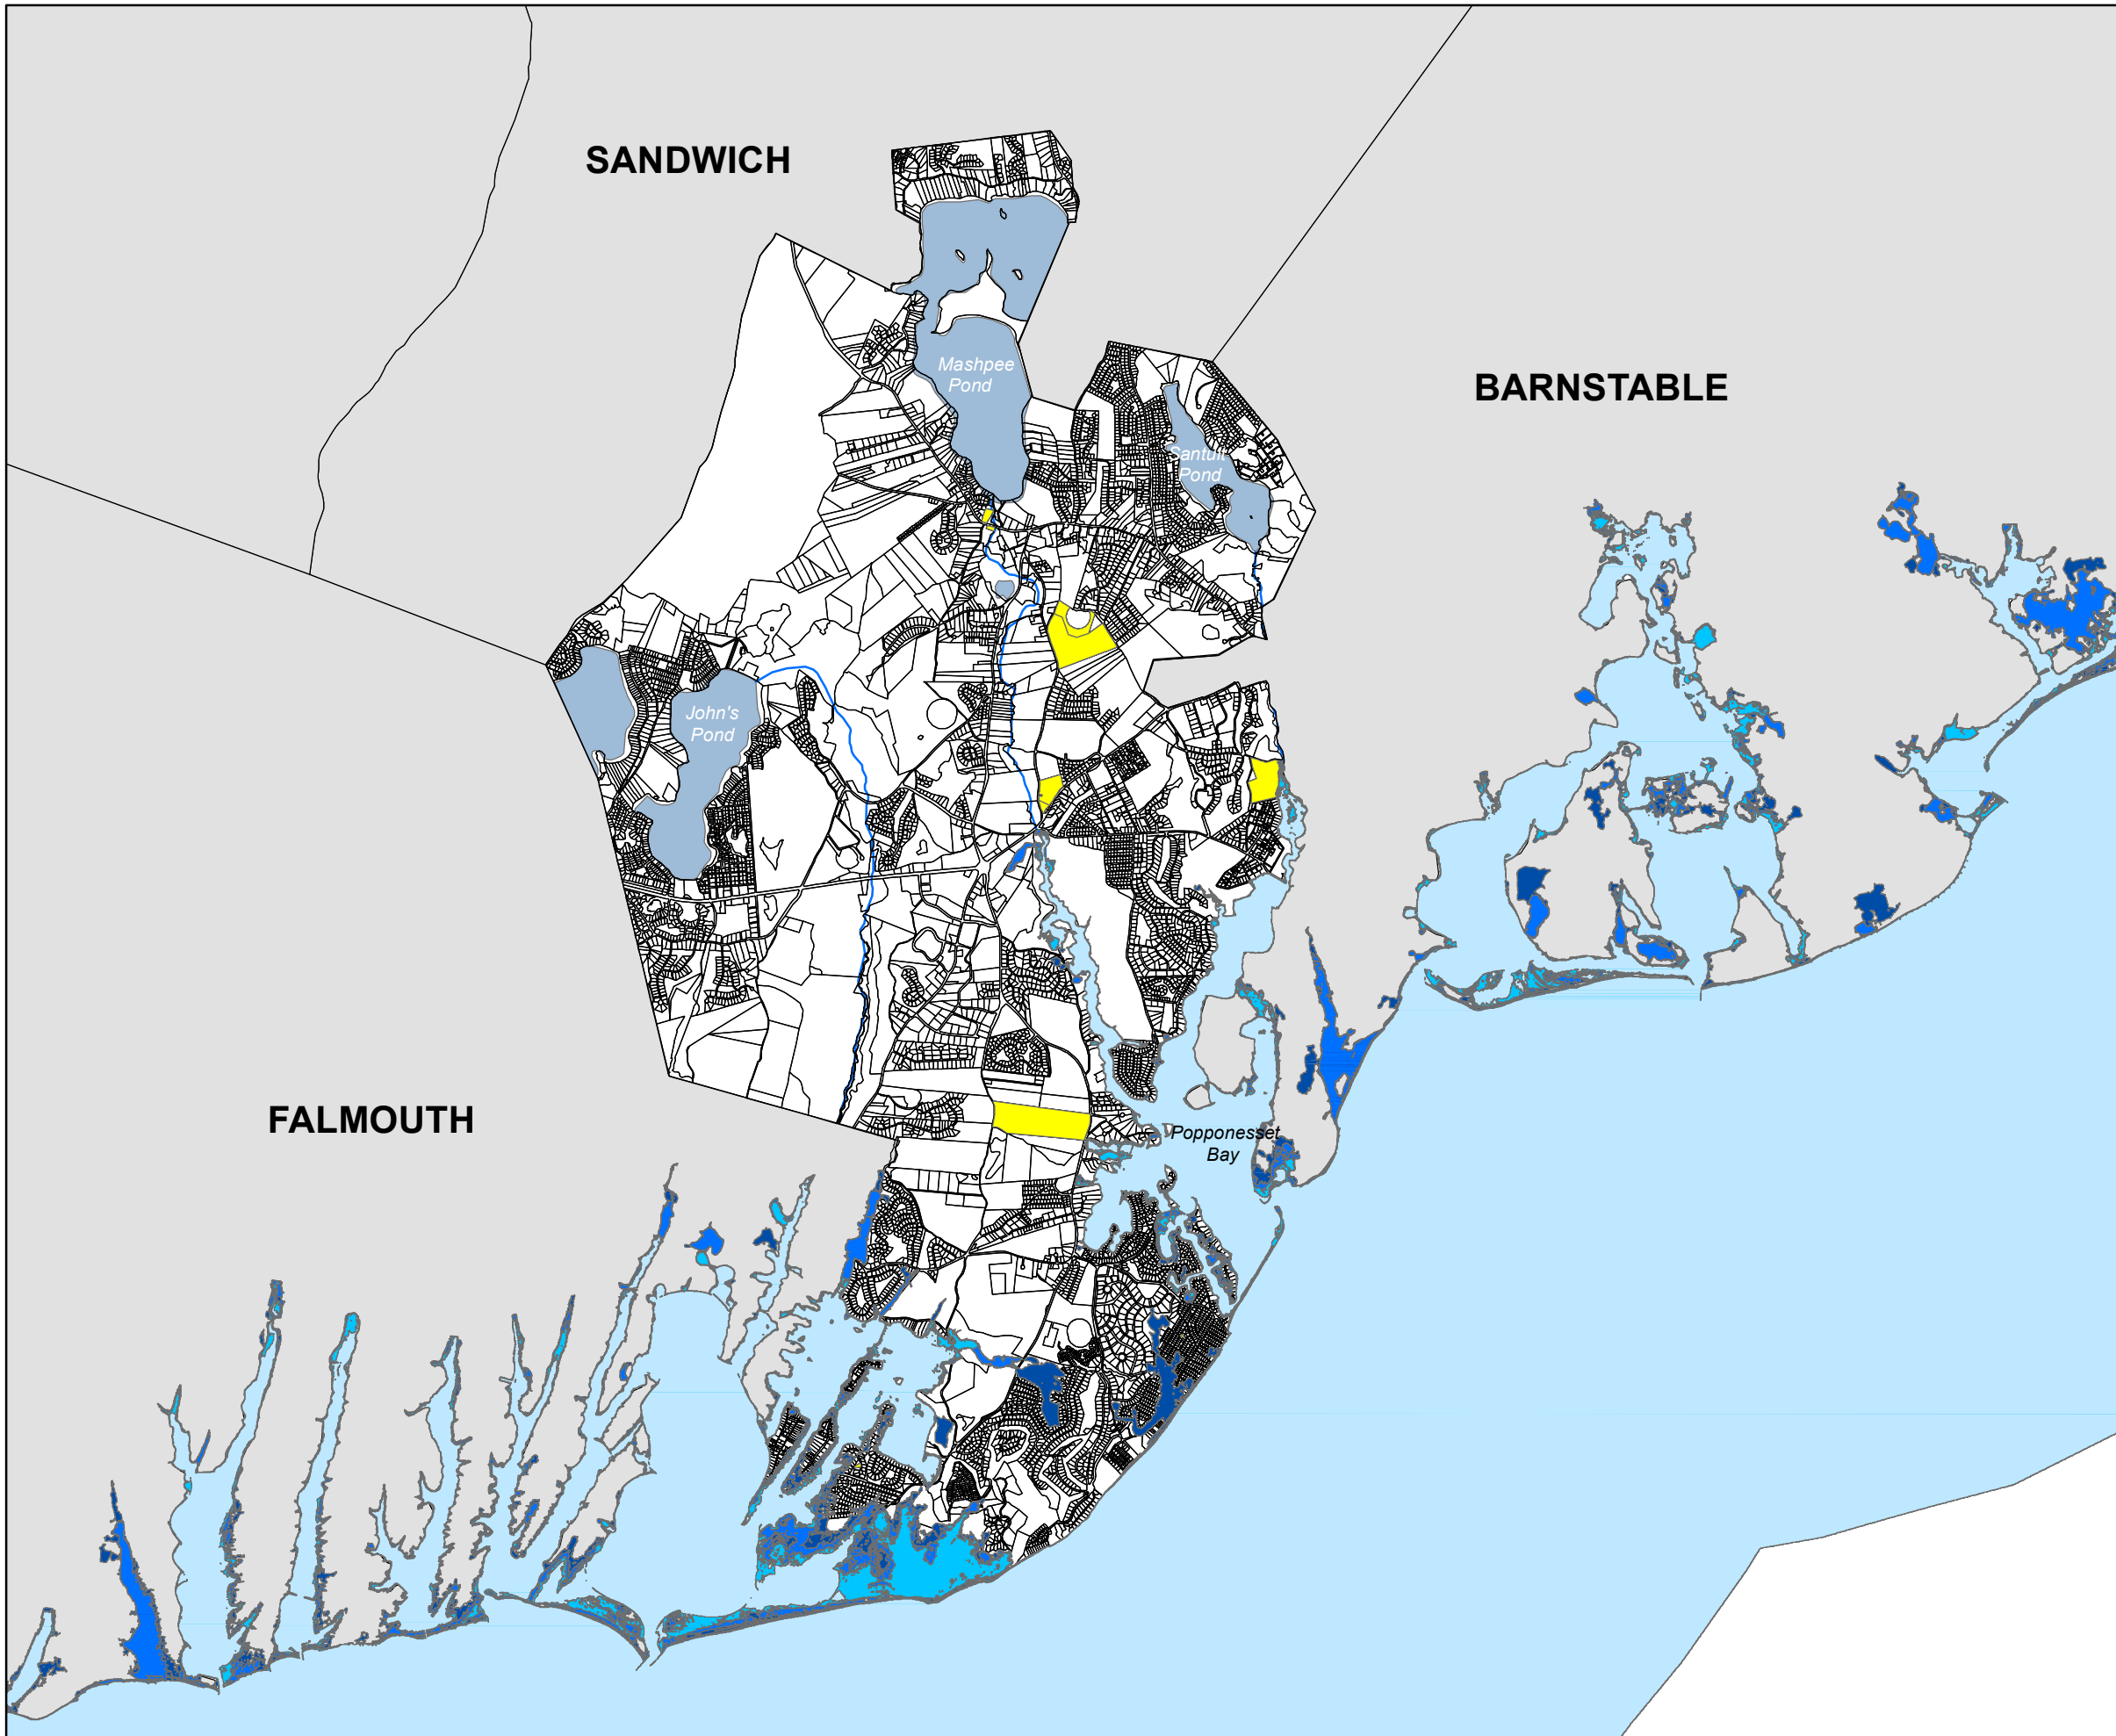 SANDWICH
Mashpee
Pond
BARNSTABLE
Santuit
Pond
John's
Pond
FALMOUTH
Popponesset
Bay